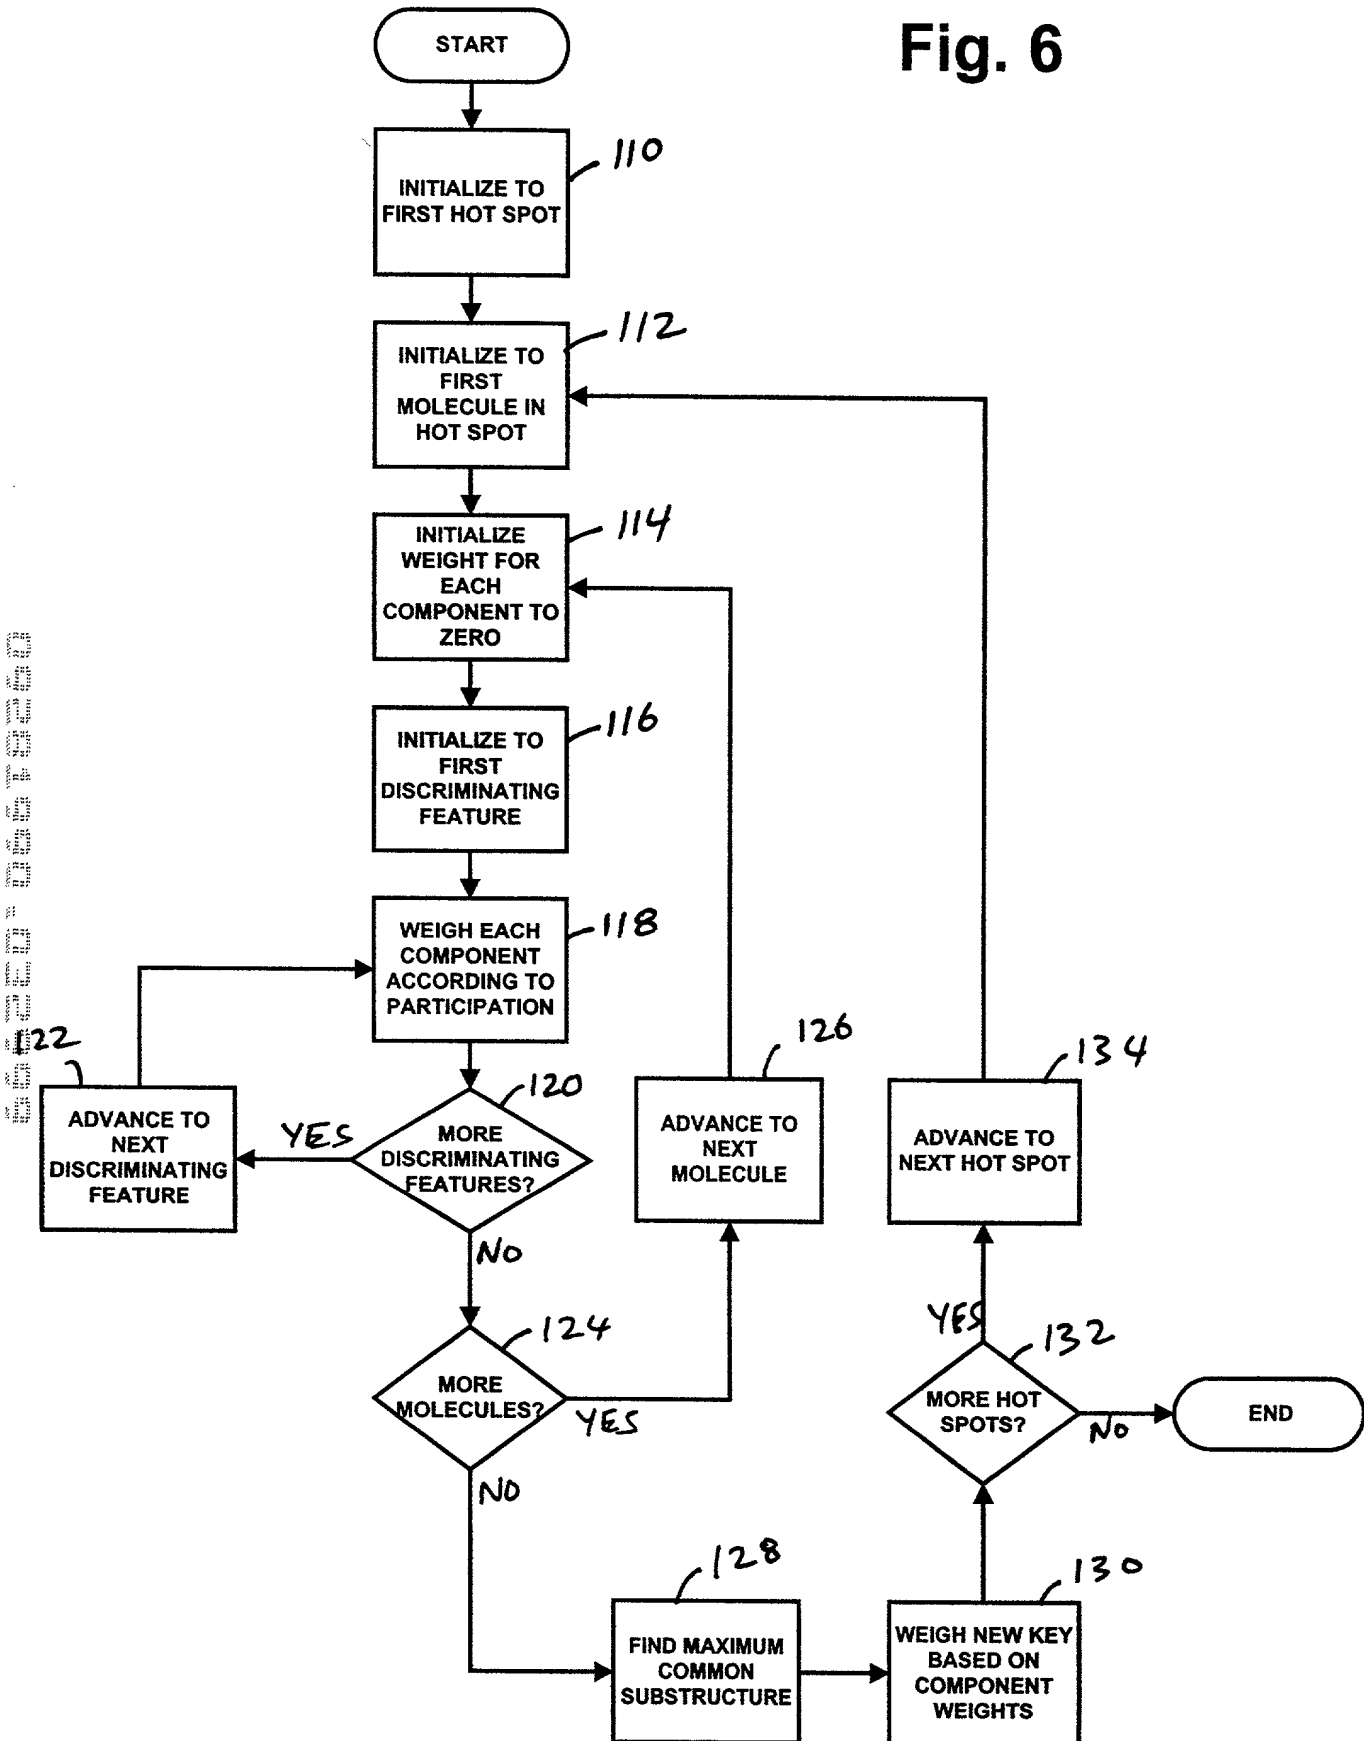 Fig. 6
START
INITIALIZE TO
FIRST HOT SPOT
110
INITIALIZE TO
FIRST
MOLECULE IN
HOT SPOT
112
INITIALIZE
WEIGHT FOR
EACH
COMPONENT TO
ZERO
114
INITIALIZE TO
FIRST
DISCRIMINATING
FEATURE
116
WEIGH EACH
COMPONENT
ACCORDING TO
PARTICIPATION
118
122
ADVANCE TO
NEXT
DISCRIMINATING
FEATURE
YES
MORE
DISCRIMINATING
FEATURES?
120
NO
126
ADVANCE TO
NEXT
MOLECULE
134
ADVANCE TO
NEXT HOT SPOT
MORE
MOLECULES?
124
YES
NO
YES
132
MORE HOT
SPOTS?
NO
END
128
FIND MAXIMUM
COMMON
SUBSTRUCTURE
130
WEIGH NEW KEY
BASED ON
COMPONENT
WEIGHTS